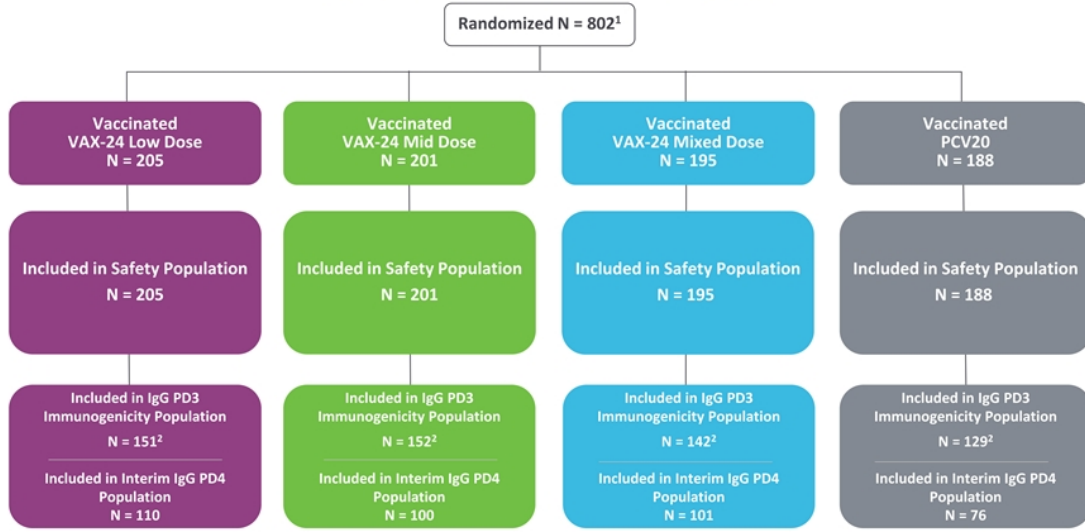 Randomized N = 802¹
Vaccinated
VAX-24 Low Dose
N = 205
Vaccinated
VAX-24 Mid Dose
N = 201
Vaccinated
VAX-24 Mixed Dose
N = 195
Vaccinated
PCV20
N = 188
Included in Safety Population
N = 205
Included in Safety Population
N = 201
Included in Safety Population
N = 195
Included in Safety Population
N = 188
Included in IgG PD3
Immunogenicity Population
N = 151²
Included in Interim IgG PD4
Population
N = 110
Included in IgG PD3
Immunogenicity Population
N = 152²
Included in Interim IgG PD4
Population
N = 100
Included in IgG PD3
Immunogenicity Population
N = 142²
Included in Interim IgG PD4
Population
N = 101
Included in IgG PD3
Immunogenicity Population
N = 129²
Included in Interim IgG PD4
Population
N = 76